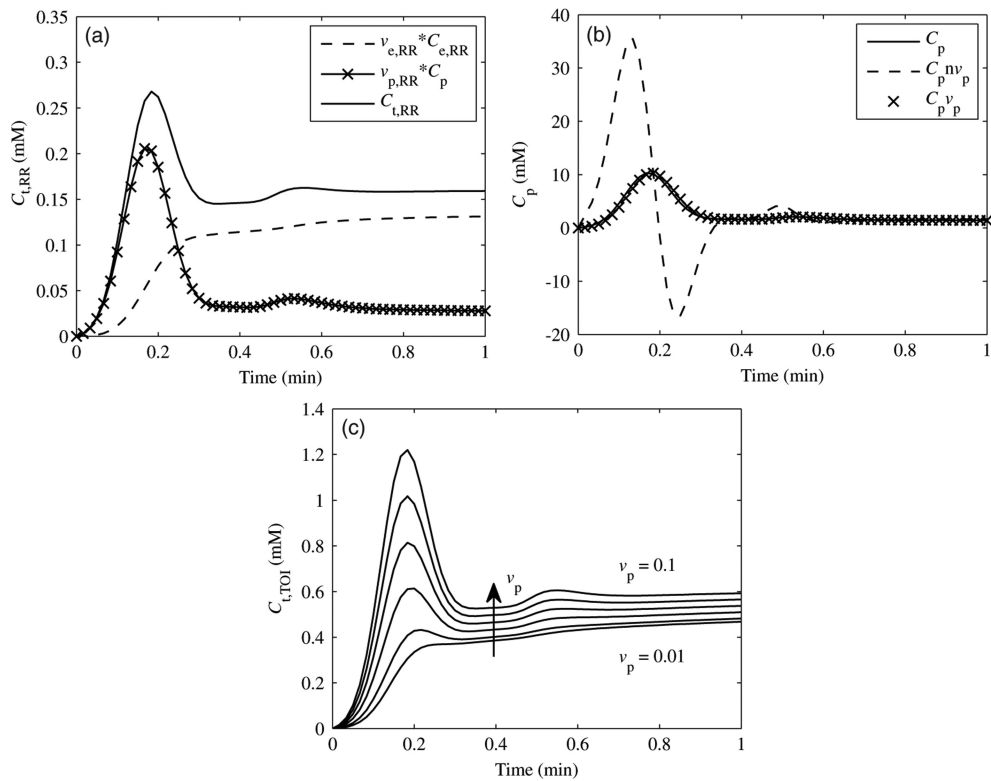 (a)
v_e,RR*C_e,RR
v_p,RR*C_p
C_t,RR
0.35
0.3
0.25
0.2
0.15
0.1
0.05
0
C_t,RR (mM)
0 0.2 0.4 0.6 0.8 1
Time (min)
(b)
C_p
C_pnv_p
C_pv_p
40
30
20
10
0
-10
-20
C_p (mM)
0 0.2 0.4 0.6 0.8 1
Time (min)
(c)
1.4
1.2
1
0.8
0.6
0.4
0.2
0
C_t,TOI (mM)
v_p
v_p = 0.1
v_p = 0.01
0 0.2 0.4 0.6 0.8 1
Time (min)